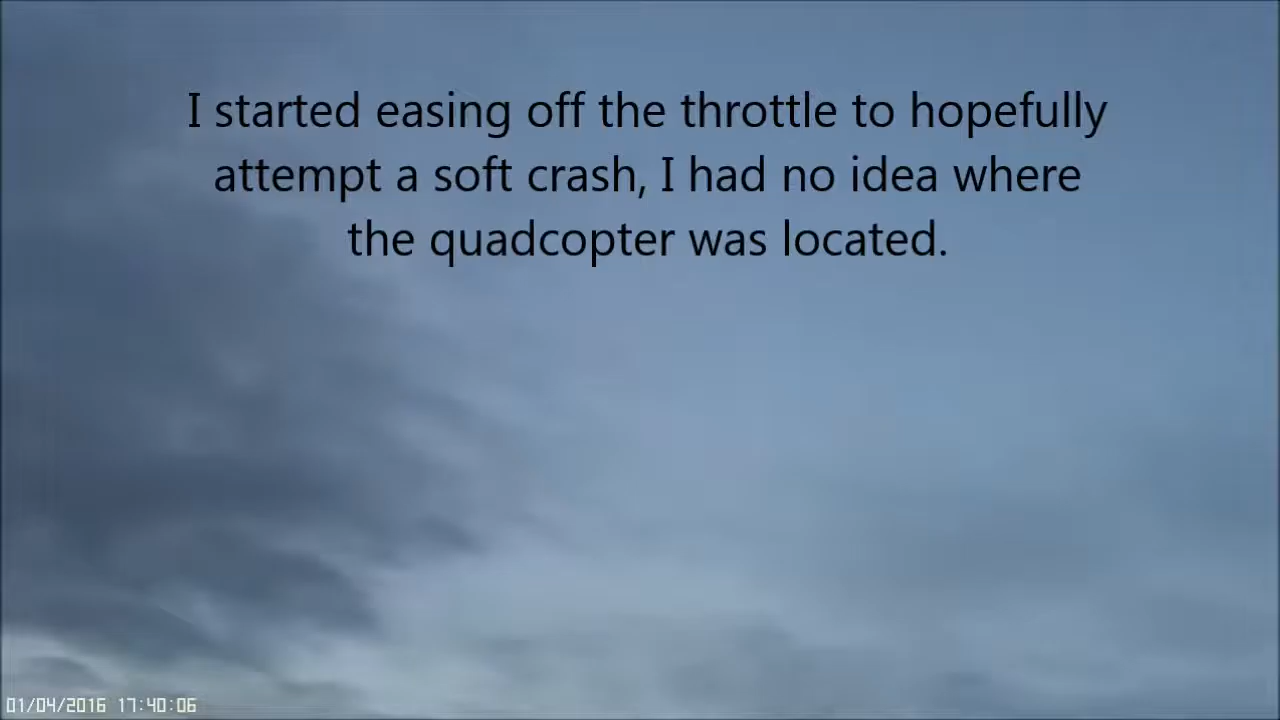 I started easing off the throttle to hopefully
attempt a soft crash, I had no idea where
the quadcopter was located.
01/04/2016 17:40:06